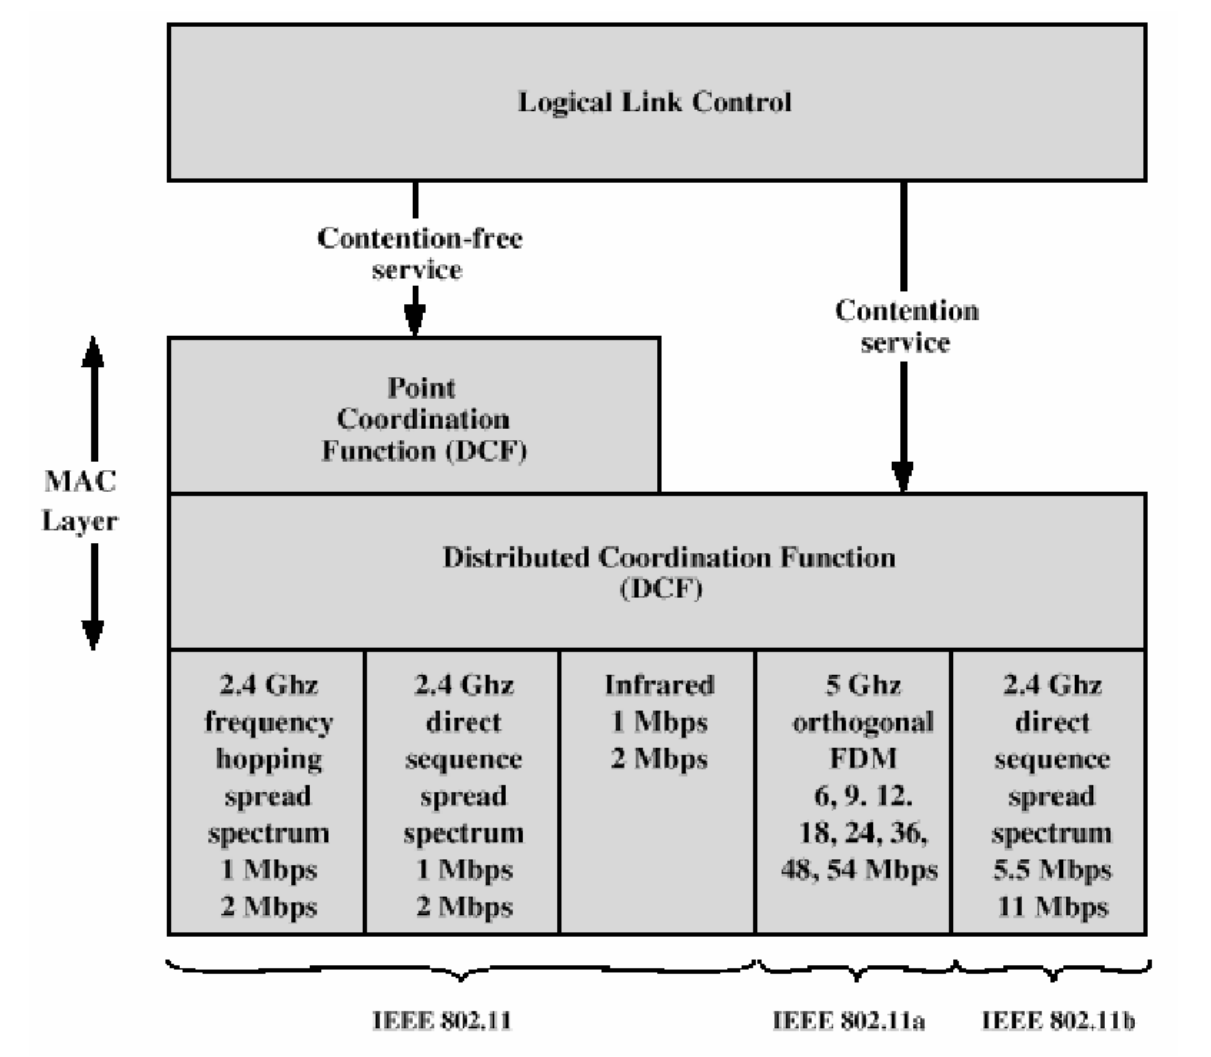 Logical Link Control
Contention-free
service
Contention
service
Point
Coordination
Function (DCF)
MAC
Layer
Distributed Coordination Function
(DCF)
2.4 Ghz
frequency
hopping
spread
spectrum
1 Mbps
2 Mbps
2.4 Ghz
direct
sequence
spread
spectrum
1 Mbps
2 Mbps
Infrared
1 Mbps
2 Mbps
5 Ghz
orthogonal
FDM
6, 9. 12.
18, 24, 36,
48, 54 Mbps
2.4 Ghz
direct
sequence
spread
spectrum
5.5 Mbps
11 Mbps
IEEE 802.11
IEEE 802.11a
IEEE 802.11b